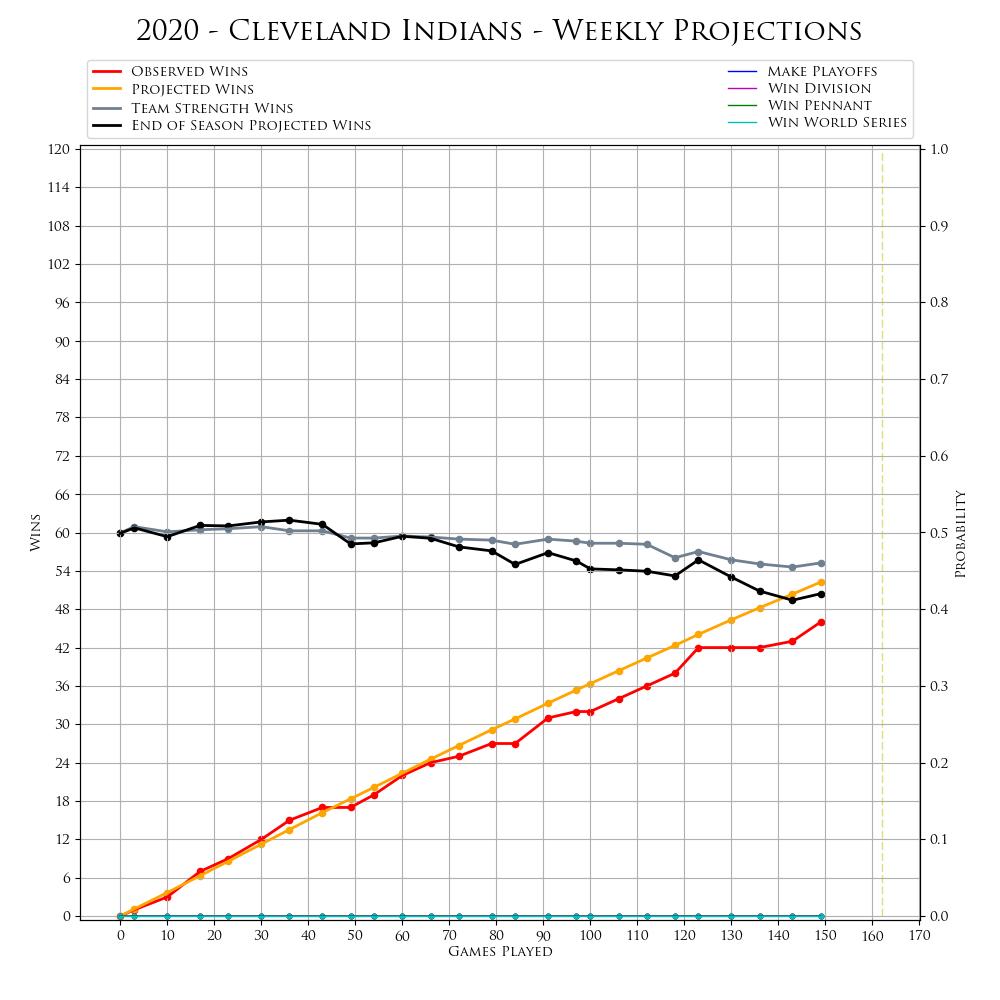 2020 - Cleveland Indians - Weekly Projections
Observed Wins
Projected Wins
Team Strength Wins
End of Season Projected Wins
Make Playoffs
Win Division
Win Pennant
Win World Series
120
114
108
102
96
90
84
78
72
66
60
54
48
42
36
30
24
18
12
6
0
Wins
1.0
0.9
0.8
0.7
0.6
0.5
0.4
0.3
0.2
0.1
0.0
Probability
0 10 20 30 40 50 60 70 80 90 100 110 120 130 140 150 160 170
Games Played